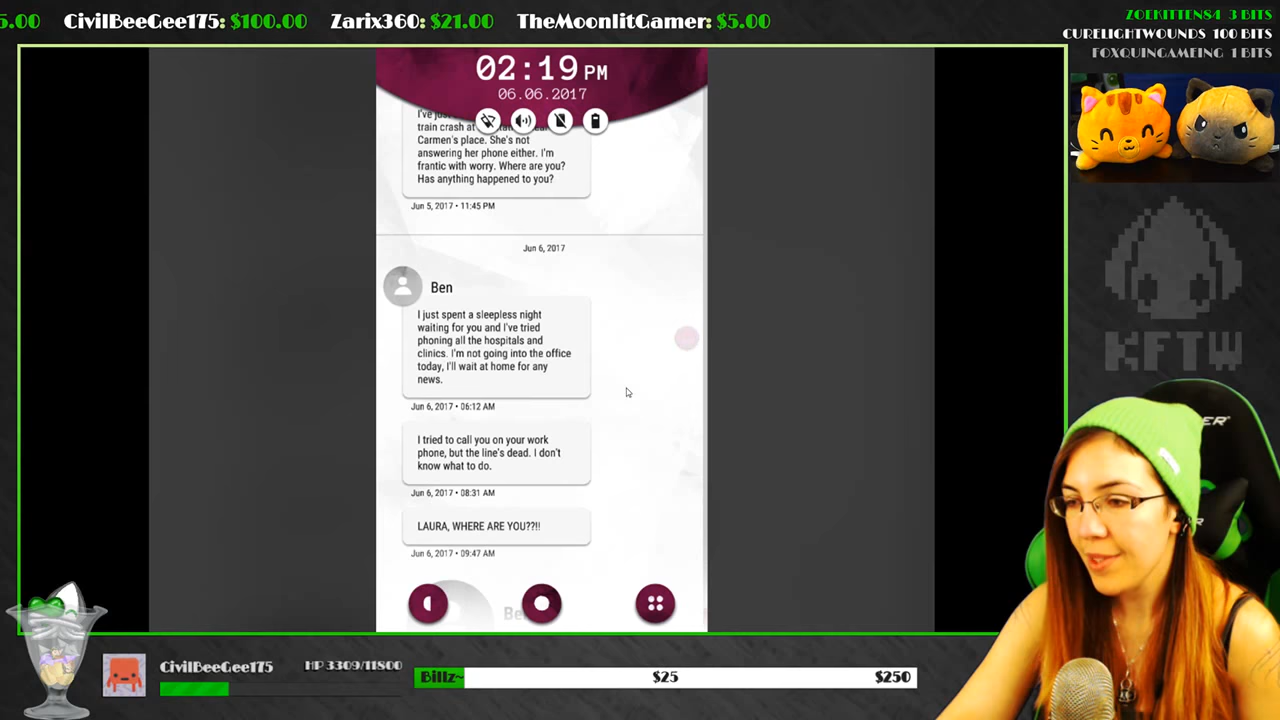 5.00 CivilBeeGee175: $100.00 Zarix360: $21.00 TheMoonlitGamer: $5.00
ZOEKITTEN84 3 BITS
CURELIGHTWOUNDS 100 BITS
FOXQUINGAMEING 1 BITS
02:19 PM
06.06.2017
train crash at
Carmen's place. She's not
answering her phone either. I'm
frantic with worry. Where are you?
Has anything happened to you?
Jun 5, 2017 • 11:45 PM
Jun 6, 2017
Ben
I just spent a sleepless night
waiting for you and I've tried
phoning all the hospitals and
clinics. I'm not going into the office
today, I'll wait at home for any
news.
Jun 6, 2017 • 06:12 AM
I tried to call you on your work
phone, but the line's dead. I don't
know what to do.
Jun 6, 2017 • 08:31 AM
LAURA, WHERE ARE YOU??!!
Jun 6, 2017 • 09:47 AM
KFTW
CivilBeeGee175 HP 3309/11800
Billz~ $25 $250